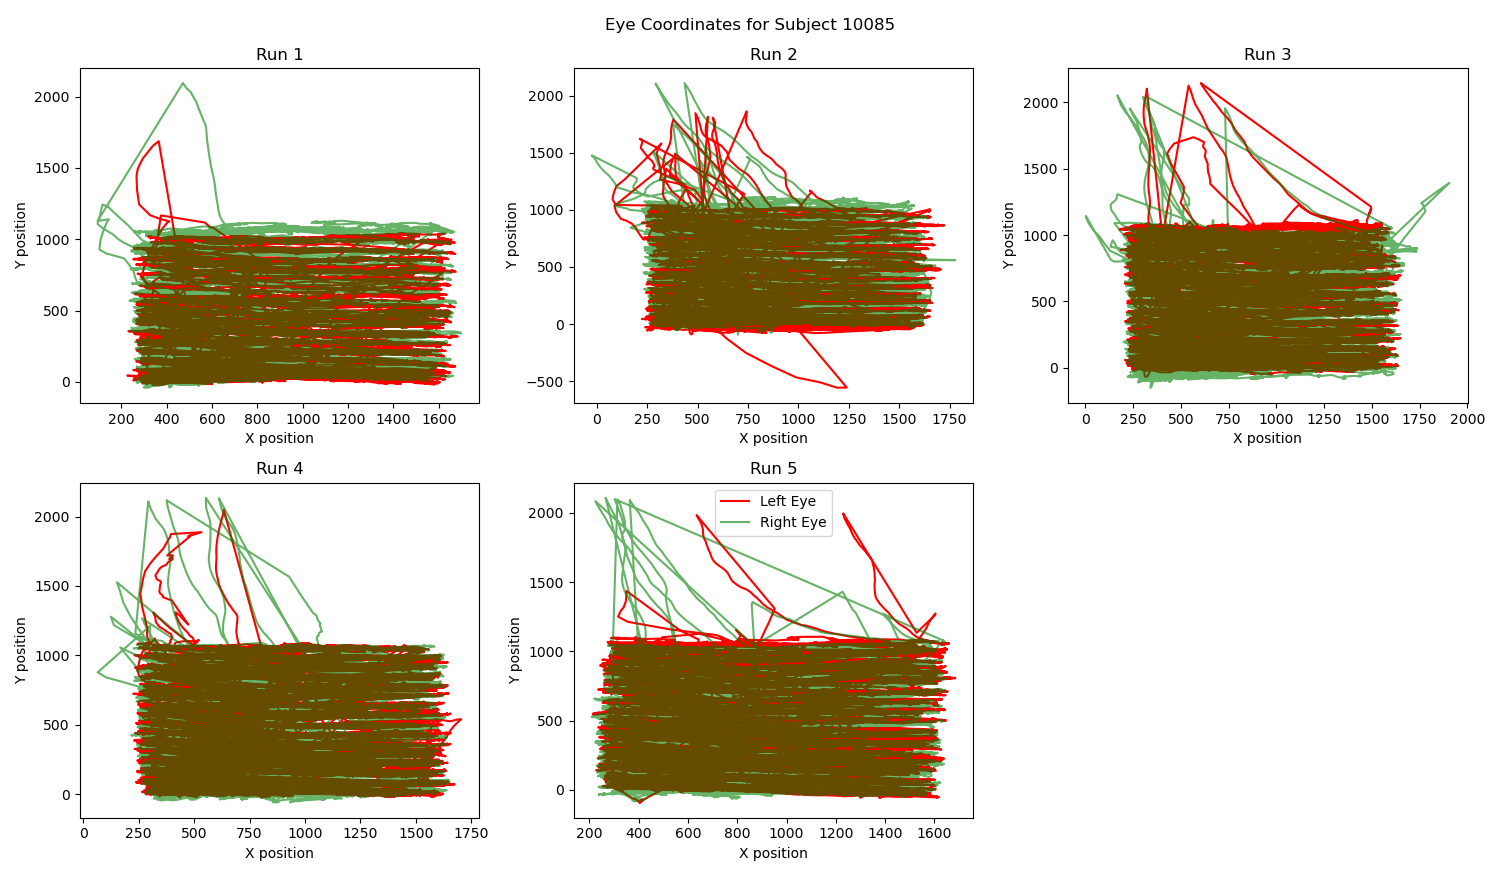 Eye Coordinates for Subject 10085
Run 1
Y position
2000
1500
1000
500
0
200 400 600 800 1000 1200 1400 1600
X position
Run 2
Y position
2000
1500
1000
500
0
−500
0 250 500 750 1000 1250 1500 1750
X position
Run 3
Y position
2000
1500
1000
500
0
0 250 500 750 1000 1250 1500 1750 2000
X position
Run 4
Y position
2000
1500
1000
500
0
0 250 500 750 1000 1250 1500 1750
X position
Run 5
Left Eye
Right Eye
Y position
2000
1500
1000
500
0
200 400 600 800 1000 1200 1400 1600
X position